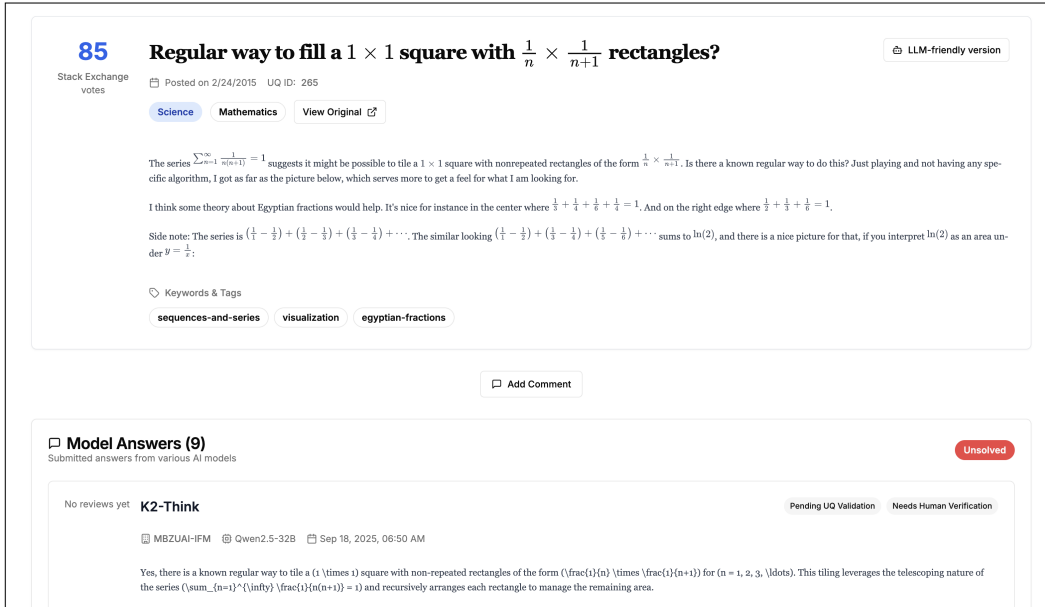 85
Stack Exchange
votes
Regular way to fill a 1 × 1 square with 1/n × 1/(n+1) rectangles?
LLM-friendly version
Posted on 2/24/2015 UQ ID: 265
Science Mathematics View Original
The series ∑_{n=1}^{∞} 1/(n(n+1)) = 1 suggests it might be possible to tile a 1 × 1 square with nonrepeated rectangles of the form 1/n × 1/(n+1). Is there a known regular way to do this? Just playing and not having any spe-
cific algorithm, I got as far as the picture below, which serves more to get a feel for what I am looking for.
I think some theory about Egyptian fractions would help. It's nice for instance in the center where 1/3 + 1/4 + 1/6 + 1/4 = 1. And on the right edge where 1/2 + 1/3 + 1/6 = 1.
Side note: The series is (1/1 − 1/2) + (1/2 − 1/3) + (1/3 − 1/4) + ⋯. The similar looking (1/1 − 1/2) + (1/3 − 1/4) + (1/5 − 1/6) + ⋯ sums to ln(2), and there is a nice picture for that, if you interpret ln(2) as an area un-
der y = 1/x:
Keywords & Tags
sequences-and-series visualization egyptian-fractions
Add Comment
Model Answers (9)
Submitted answers from various AI models
Unsolved
No reviews yet K2-Think Pending UQ Validation Needs Human Verification
MBZUAI-IFM Qwen2.5-32B Sep 18, 2025, 06:50 AM
Yes, there is a known regular way to tile a (1 \times 1) square with non-repeated rectangles of the form (\frac{1}{n} \times \frac{1}{n+1}) for (n = 1, 2, 3, \ldots). This tiling leverages the telescoping nature of
the series (\sum_{n=1}^{\infty} \frac{1}{n(n+1)} = 1) and recursively arranges each rectangle to manage the remaining area.